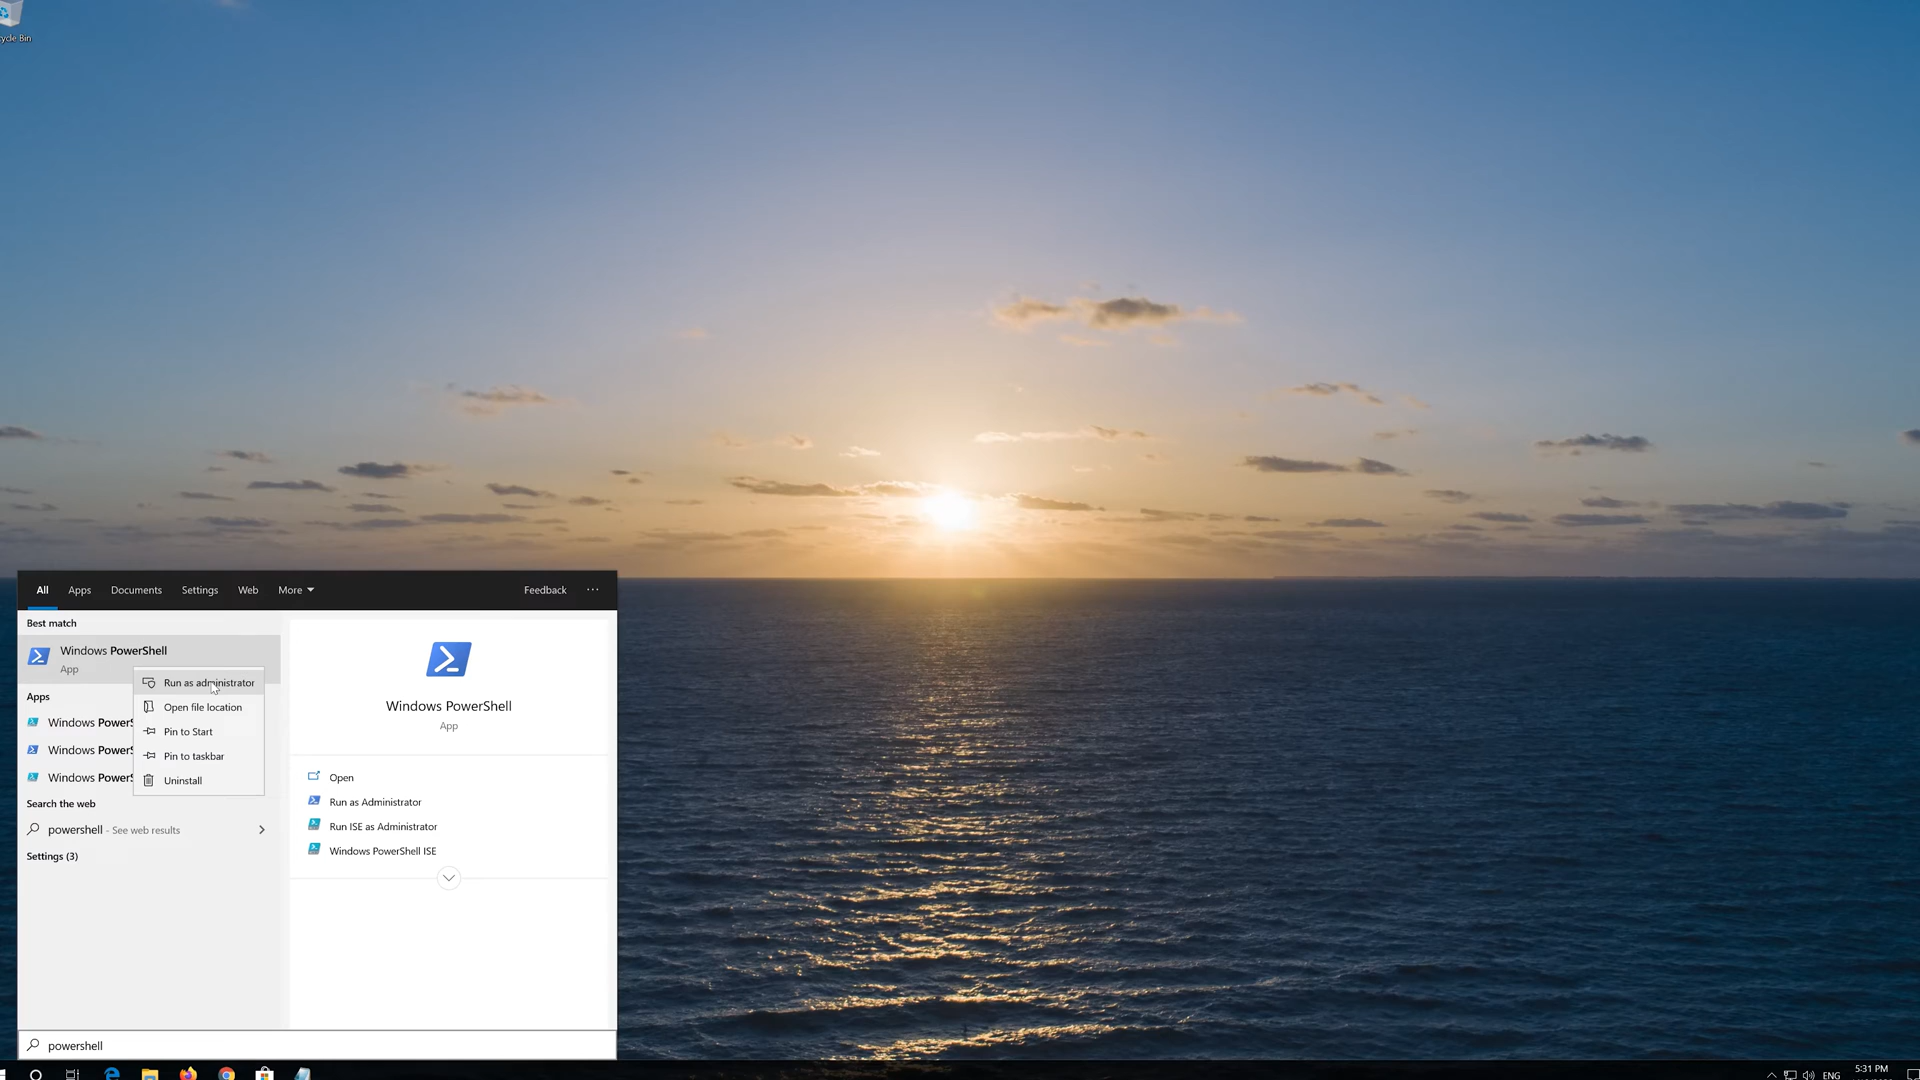 ycle Bin
All Apps Documents Settings Web More Feedback ...
Best match
Windows PowerShell
App
Run as administrator
Open file location
Pin to Start
Pin to taskbar
Uninstall
Apps
Windows PowerS
Windows PowerS
Windows PowerS
Search the web
powershell - See web results
Settings (3)
Windows PowerShell
App
Open
Run as Administrator
Run ISE as Administrator
Windows PowerShell ISE
powershell
ENG
5:31 PM